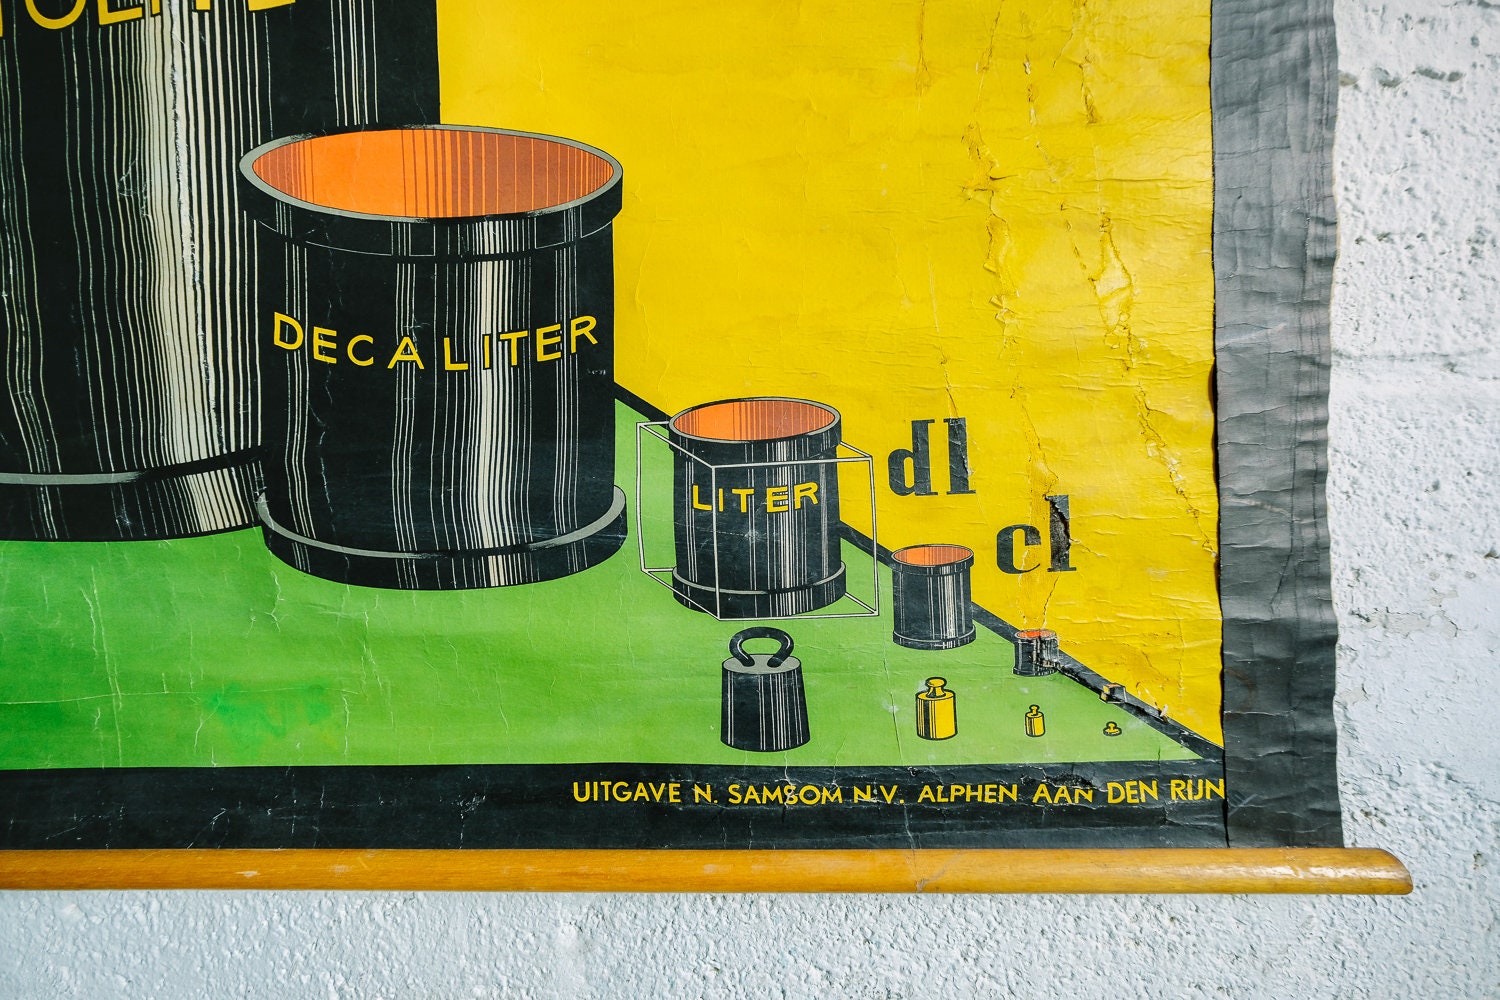 DECALITER
LITER
dl
cl
UITGAVE N. SAMSOM N.V. ALPHEN AAN DEN RIJN